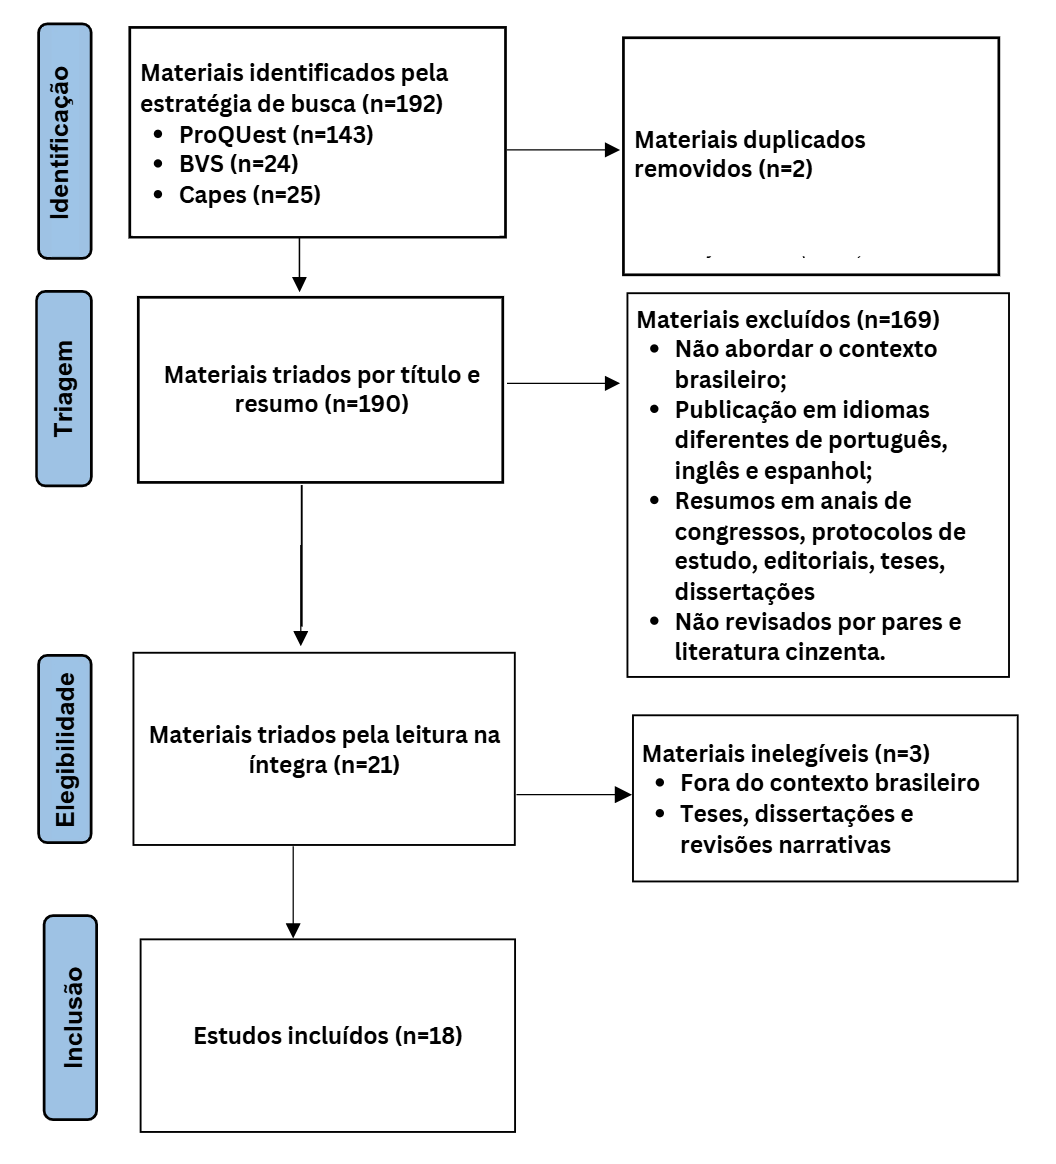 Identificação
Materiais identificados pela
estratégia de busca (n=192)
• ProQUest (n=143)
• BVS (n=24)
• Capes (n=25)
Materiais duplicados
removidos (n=2)
Triagem
Materiais triados por título e
resumo (n=190)
Materiais excluídos (n=169)
• Não abordar o contexto
brasileiro;
• Publicação em idiomas
diferentes de português,
inglês e espanhol;
• Resumos em anais de
congressos, protocolos de
estudo, editoriais, teses,
dissertações
• Não revisados por pares e
literatura cinzenta.
Elegibilidade
Materiais triados pela leitura na
íntegra (n=21)
Materiais inelegíveis (n=3)
• Fora do contexto brasileiro
• Teses, dissertações e
revisões narrativas
Inclusão
Estudos incluídos (n=18)